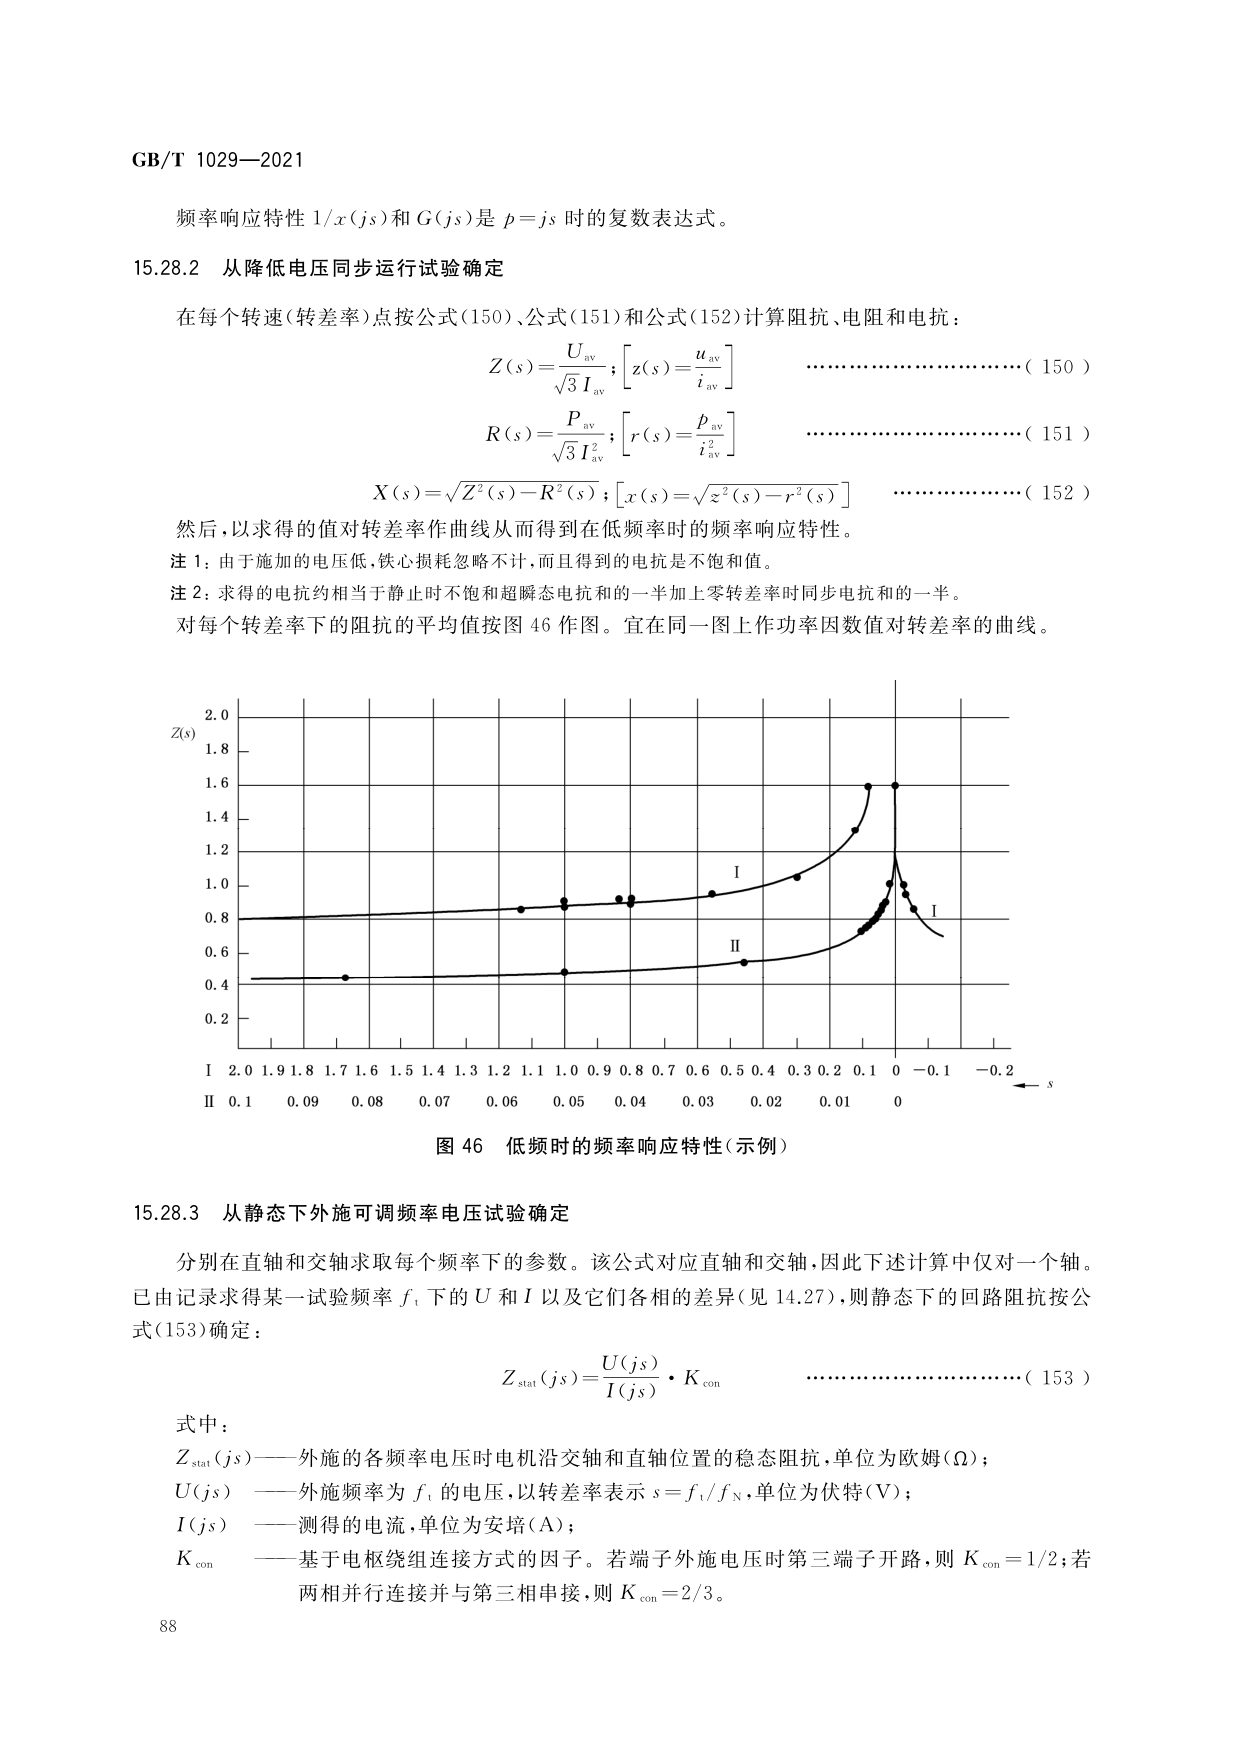 GB/T 1029—2021
频率响应特性 1/x(js)和 G(js)是 p=js 时的复数表达式。
15.28.2 从降低电压同步运行试验确定
在每个转速(转差率)点按公式(150)、公式(151)和公式(152)计算阻抗、电阻和电抗:
Z(s)=U_av/(√3 I_av);[z(s)=u_av/i_av] …………………………( 150 )
R(s)=P_av/(√3 I²_av);[r(s)=p_av/i²_av] …………………………( 151 )
X(s)=√(Z²(s)−R²(s));[x(s)=√(z²(s)−r²(s))] ………………( 152 )
然后,以求得的值对转差率作曲线从而得到在低频率时的频率响应特性。
注 1: 由于施加的电压低,铁心损耗忽略不计,而且得到的电抗是不饱和值。
注 2: 求得的电抗约相当于静止时不饱和超瞬态电抗和的一半加上零转差率时同步电抗和的一半。
对每个转差率下的阻抗的平均值按图 46 作图。宜在同一图上作功率因数值对转差率的曲线。
2.0
Z(s)
1.8
1.6
1.4
1.2
1.0
0.8
0.6
0.4
0.2
Ⅰ
Ⅰ
Ⅱ
Ⅰ 2.0 1.9 1.8 1.7 1.6 1.5 1.4 1.3 1.2 1.1 1.0 0.9 0.8 0.7 0.6 0.5 0.4 0.3 0.2 0.1 0 −0.1 −0.2
s
Ⅱ 0.1 0.09 0.08 0.07 0.06 0.05 0.04 0.03 0.02 0.01 0
图 46 低频时的频率响应特性(示例)
15.28.3 从静态下外施可调频率电压试验确定
分别在直轴和交轴求取每个频率下的参数。该公式对应直轴和交轴,因此下述计算中仅对一个轴。
已由记录求得某一试验频率 f_t 下的 U 和 I 以及它们各相的差异(见 14.27),则静态下的回路阻抗按公
式(153)确定:
Z_stat(js)=U(js)/I(js)・K_con …………………………( 153 )
式中:
Z_stat(js)——外施的各频率电压时电机沿交轴和直轴位置的稳态阻抗,单位为欧姆(Ω);
U(js) ——外施频率为 f_t 的电压,以转差率表示 s=f_t/f_N,单位为伏特(V);
I(js) ——测得的电流,单位为安培(A);
K_con ——基于电枢绕组连接方式的因子。若端子外施电压时第三端子开路,则 K_con=1/2;若
两相并行连接并与第三相串接,则 K_con=2/3。
88